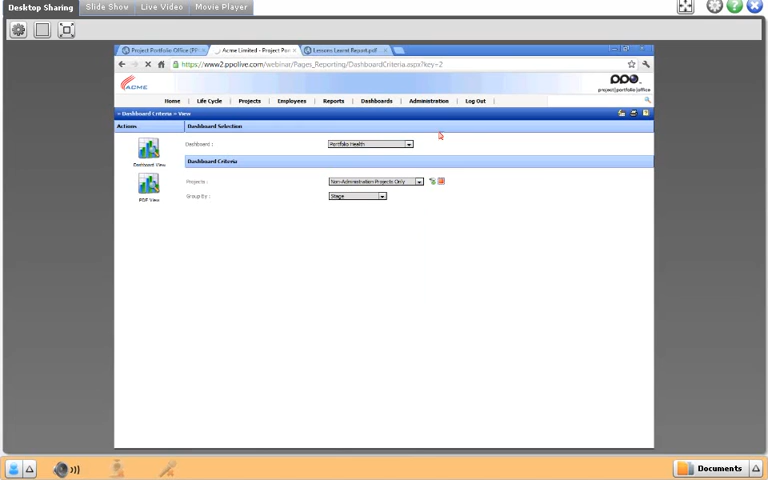 Desktop Sharing Slide Show Live Video Movie Player
Project Portfolio Office (PP Acme Limited - Project Por Lessons Learnt Report.pdf
https://www2.ppolive.com/webinar/Pages_Reporting/DashboardCriteria.aspx?key=2
ACME
ppo
project|portfolio|office
Home Life Cycle Projects Employees Reports Dashboards Administration Log Out
» Dashboard Criteria > View
Actions Dashboard Selection
Dashboard : Portfolio Health
Dashboard View
Dashboard Criteria
Projects : Non-Administration Projects Only
Group By : Stage
PDF View
Documents